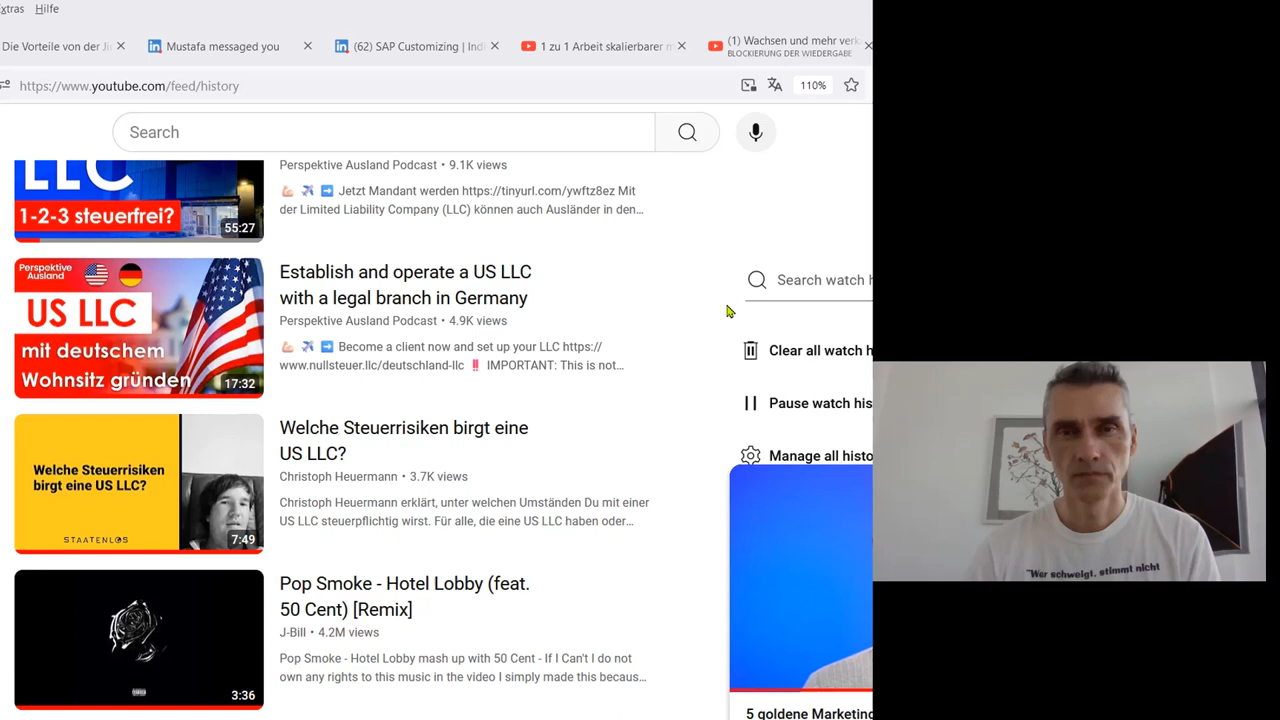 Extras Hilfe
Die Vorteile von der
Mustafa messaged you
(62) SAP Customizing |
1 zu 1 Arbeit skalierbarer
(1) Wachsen und mehr
BLOCKIERUNG DER WIEDERGABE
https://www.youtube.com/feed/history
110%
Search
LLC
1-2-3 steuerfrei?
55:27
Perspektive Ausland Podcast • 9.1K views
💪🏻 ✈️ ➡️ Jetzt Mandant werden https://tinyurl.com/ywftz8ez Mit
der Limited Liability Company (LLC) können auch Ausländer in den…
Perspektive
Ausland
US LLC
mit deutschem
Wohnsitz gründen
17:32
Establish and operate a US LLC
with a legal branch in Germany
Perspektive Ausland Podcast • 4.9K views
💪🏻 ✈️ ➡️ Become a client now and set up your LLC https://
www.nullsteuer.llc/deutschland-llc ‼️ IMPORTANT: This is not…
Welche Steuerrisiken
birgt eine US LLC?
STAATENLOS
7:49
Welche Steuerrisiken birgt eine
US LLC?
Christoph Heuermann • 3.7K views
Christoph Heuermann erklärt, unter welchen Umständen Du mit einer
US LLC steuerpflichtig wirst. Für alle, die eine US LLC haben oder…
3:36
Pop Smoke - Hotel Lobby (feat.
50 Cent) [Remix]
J-Bill • 4.2M views
Pop Smoke - Hotel Lobby mash up with 50 Cent - If I Can't I do not
own any rights to this music in the video I simply made this becaus…
Search watch
Clear all watch
Pause watch
Manage all
5 goldene
"Wer schweigt, stimmt nicht